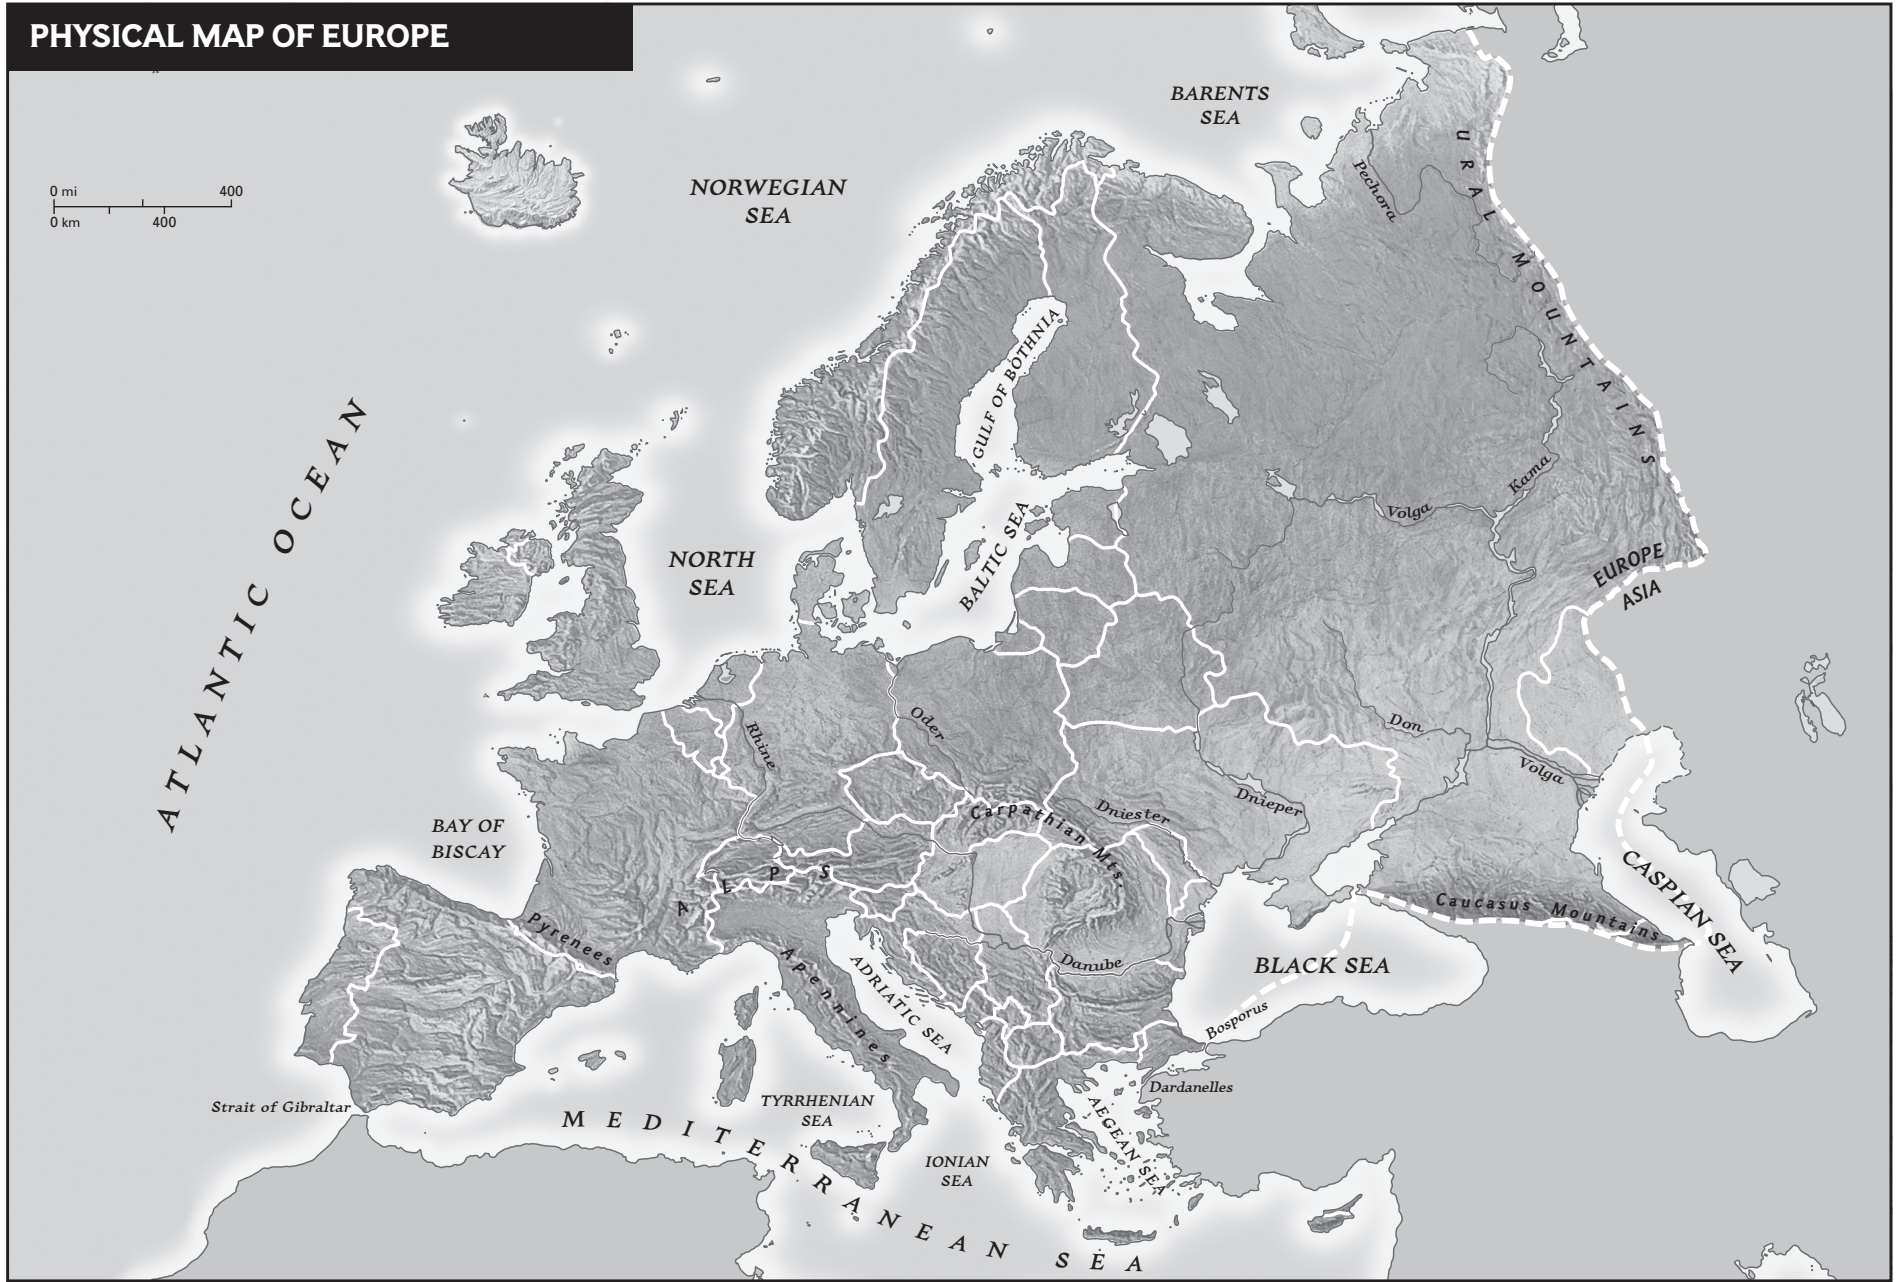 PHYSICAL MAP OF EUROPE
0 mi 400
0 km 400
BARENTS
SEA
NORWEGIAN
SEA
Pechora
URAL MOUNTAINS
GULF OF BOTHNIA
ATLANTIC OCEAN
NORTH
SEA
BALTIC SEA
Kama
Volga
EUROPE
ASIA
Rhine
Oder
Don
Volga
Dnieper
Dniester
Carpathian Mts.
BAY OF
BISCAY
ALPS
Pyrenees
Apennines
ADRIATIC SEA
Danube
BLACK SEA
Caucasus Mountains
CASPIAN SEA
Bosporus
Dardanelles
Strait of Gibraltar
TYRRHENIAN
SEA
AEGEAN SEA
IONIAN
SEA
MEDITERRANEAN SEA